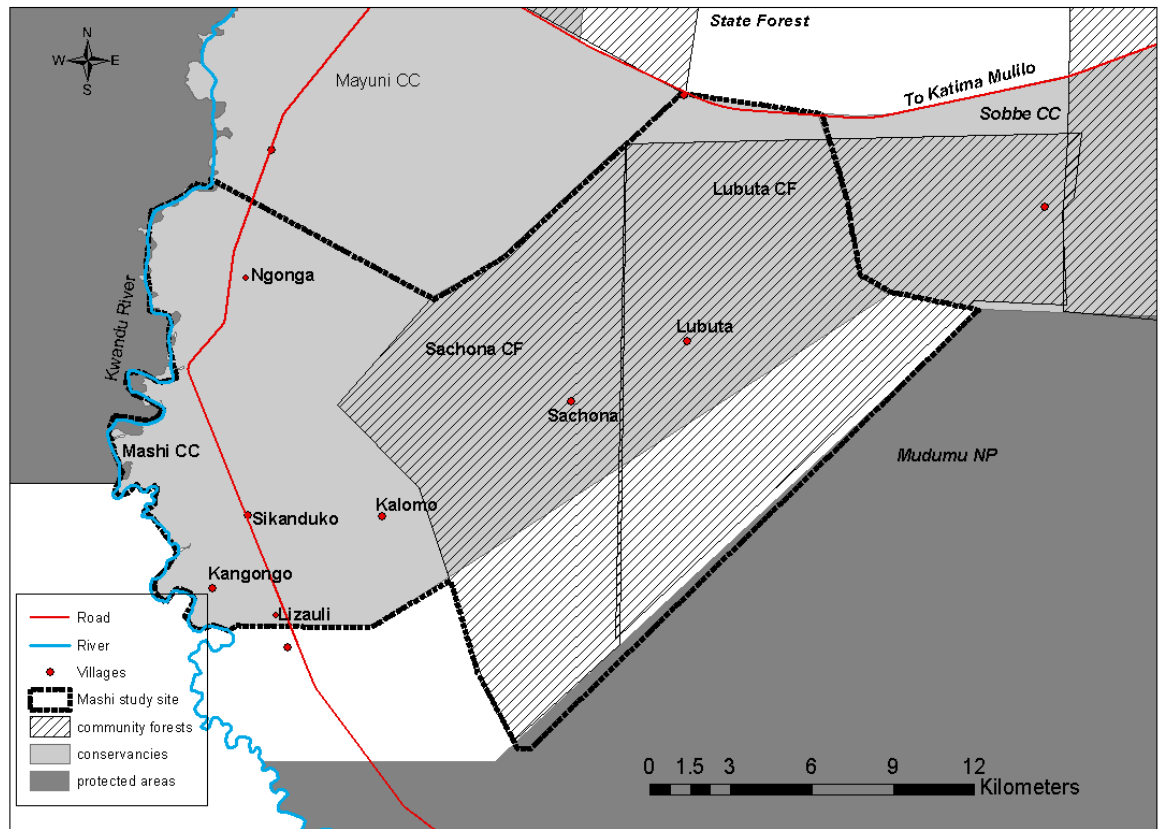 State Forest
N
W E
S
Mayuni CC
To Katima Mulilo
Sobbe CC
Lubuta CF
Ngonga
Kwandu River
Lubuta
Sachona CF
Sachona
Mashi CC
Mudumu NP
Kalomo
Sikanduko
Kangongo
Lizauli
Road
River
Villages
Mashi study site
community forests
conservancies
protected areas
0 1.5 3 6 9 12
Kilometers